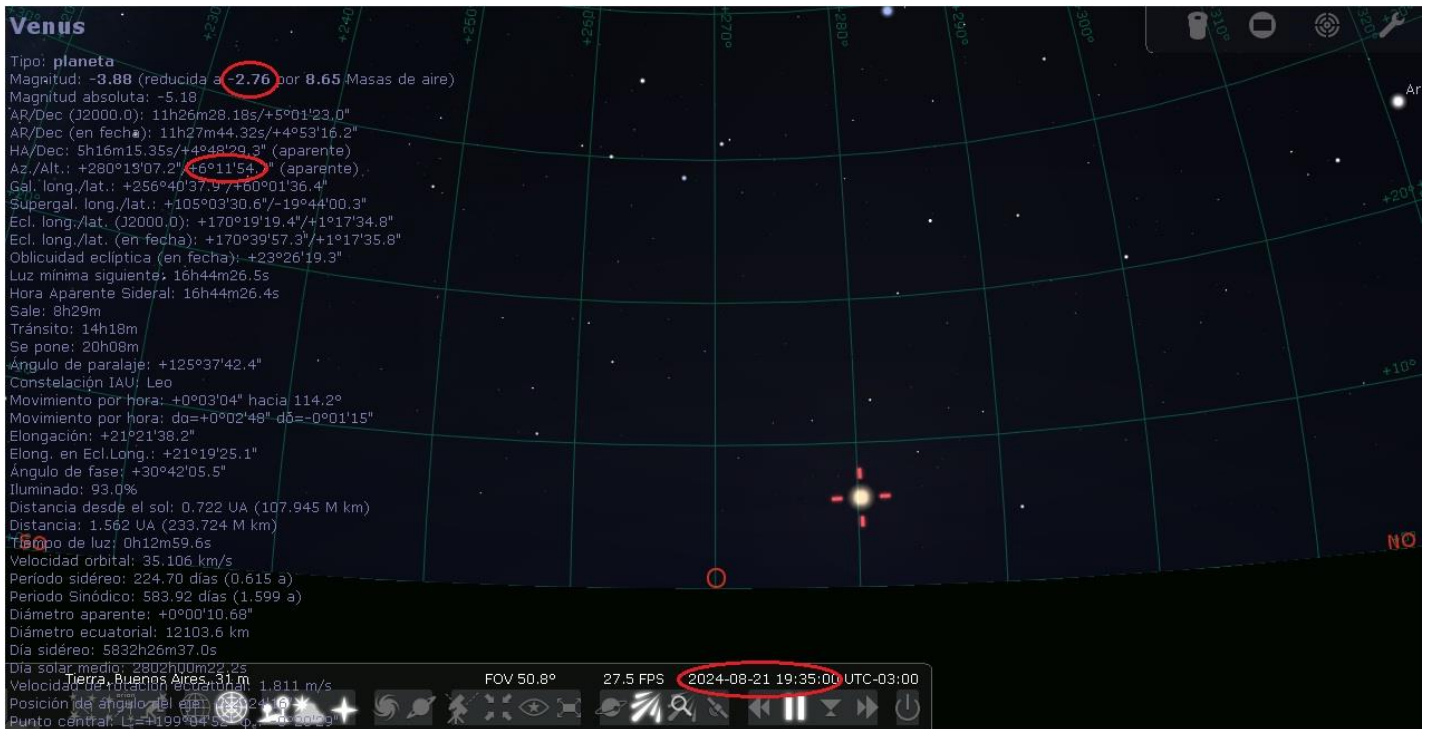 Venus
Tipo: planeta
Magnitud: -3.88 (reducida a -2.76 por 8.65 Masas de aire)
Magnitud absoluta: -5.18
AR/Dec (J2000.0): 11h26m28.18s/+5°01'23.0"
AR/Dec (en fecha): 11h27m44.32s/+4°53'16.2"
HA/Dec: 5h16m15.35s/+4°48'29.3" (aparente)
Az./Alt.: +280°13'07.2"/+6°11'54. " (aparente)
Gal. long./lat.: +256°40'37.9"/+60°01'36.4"
Supergal. long./lat.: +105°03'30.6"/-19°44'00.3"
Ecl. long./lat. (J2000.0): +170°19'19.4"/+1°17'34.8"
Ecl. long./lat. (en fecha): +170°39'57.3"/+1°17'35.8"
Oblicuidad eclíptica (en fecha): +23°26'19.3"
Luz mínima siguiente: 16h44m26.5s
Hora Aparente Sideral: 16h44m26.4s
Sale: 8h29m
Tránsito: 14h18m
Se pone: 20h08m
Ángulo de paralaje: +125°37'42.4"
Constelación IAU: Leo
Movimiento por hora: +0°03'04" hacia 114.2°
Movimiento por hora: dα=+0°02'48" dδ=-0°01'15"
Elongación: +21°21'38.2"
Elong. en Ecl.Long.: +21°19'25.1"
Ángulo de fase: +30°42'05.5"
Iluminado: 93.0%
Distancia desde el sol: 0.722 UA (107.945 M km)
Distancia: 1.562 UA (233.724 M km)
Tiempo de luz: 0h12m59.6s
Velocidad orbital: 35.106 km/s
Período sidéreo: 224.70 días (0.615 a)
Periodo Sinódico: 583.92 días (1.599 a)
Diámetro aparente: +0°00'10.68"
Diámetro ecuatorial: 12103.6 km
Día sidéreo: 5832h26m37.0s
Día solar medio: 2802h00m22.2s
Velocidad de rotación ecuatorial: 1.811 m/s
Posición de ángulo del eje:
Punto central:
+230°
+240°
+250°
+260°
+270°
+280°
+290°
+300°
+310°
+320°
Ar
+20°
+10°
SO
O
NO
Tierra, Buenos Aires, 31 m
FOV 50.8°
27.5 FPS
2024-08-21 19:35:00 UTC-03:00